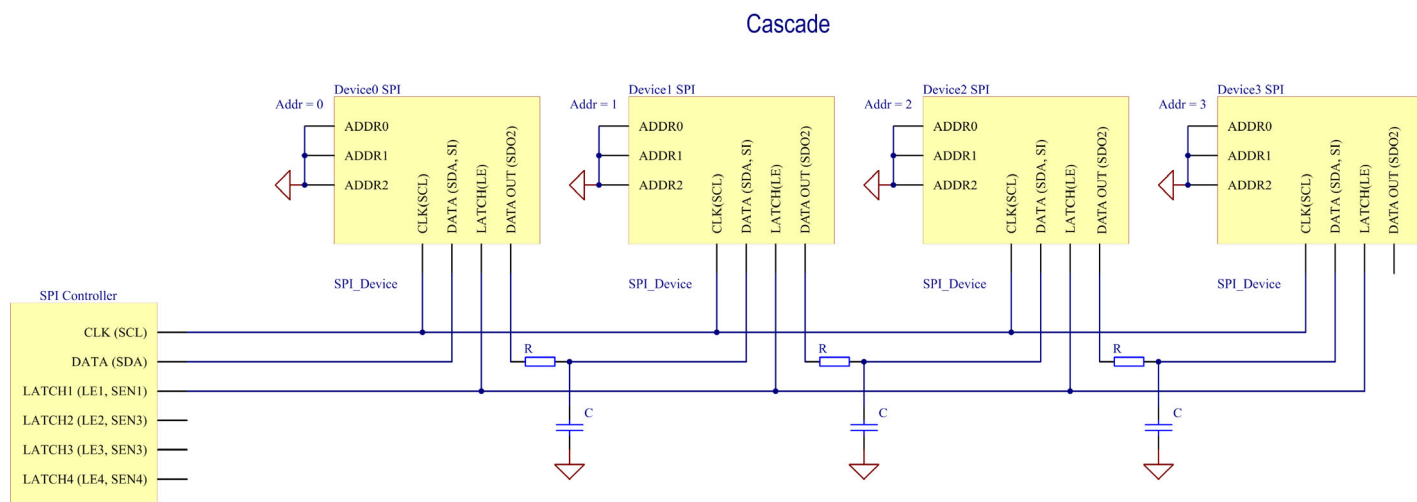 Cascade
Device0 SPI
Addr = 0
ADDR0
ADDR1
ADDR2
CLK(SCL)
DATA (SDA, SI)
LATCH(LE)
DATA OUT (SDO2)
SPI_Device
Device1 SPI
Addr = 1
ADDR0
ADDR1
ADDR2
CLK(SCL)
DATA (SDA, SI)
LATCH(LE)
DATA OUT (SDO2)
SPI_Device
Device2 SPI
Addr = 2
ADDR0
ADDR1
ADDR2
CLK(SCL)
DATA (SDA, SI)
LATCH(LE)
DATA OUT (SDO2)
SPI_Device
Device3 SPI
Addr = 3
ADDR0
ADDR1
ADDR2
CLK(SCL)
DATA (SDA, SI)
LATCH(LE)
DATA OUT (SDO2)
SPI_Device
SPI Controller
CLK (SCL)
DATA (SDA)
LATCH1 (LE1, SEN1)
LATCH2 (LE2, SEN3)
LATCH3 (LE3, SEN3)
LATCH4 (LE4, SEN4)
R
C
R
C
R
C